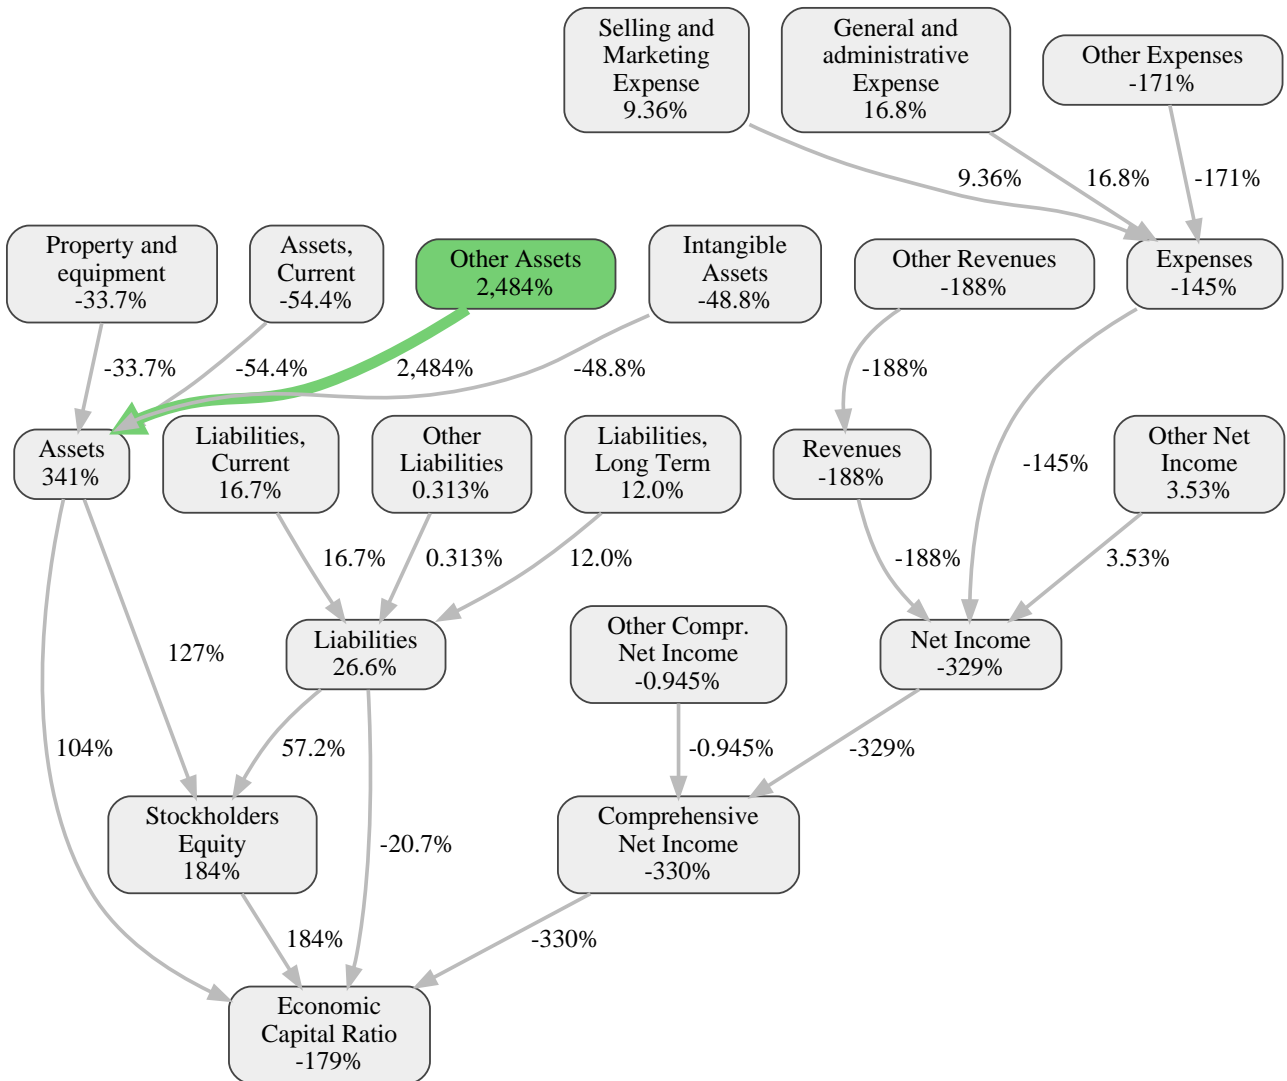 Selling and
Marketing
Expense
9.36%
General and
administrative
Expense
16.8%
Other Expenses
-171%
9.36%
16.8%
-171%
Property and
equipment
-33.7%
Assets,
Current
-54.4%
Other Assets
2,484%
Intangible
Assets
-48.8%
Other Revenues
-188%
Expenses
-145%
-33.7%
-54.4%
2,484%
-48.8%
-188%
Assets
341%
Liabilities,
Current
16.7%
Other
Liabilities
0.313%
Liabilities,
Long Term
12.0%
Revenues
-188%
-145%
Other Net
Income
3.53%
16.7%
0.313%
12.0%
-188%
3.53%
127%
Liabilities
26.6%
Other Compr.
Net Income
-0.945%
Net Income
-329%
104%
57.2%
-0.945%
-329%
Stockholders
Equity
184%
-20.7%
Comprehensive
Net Income
-330%
184%
-330%
Economic
Capital Ratio
-179%